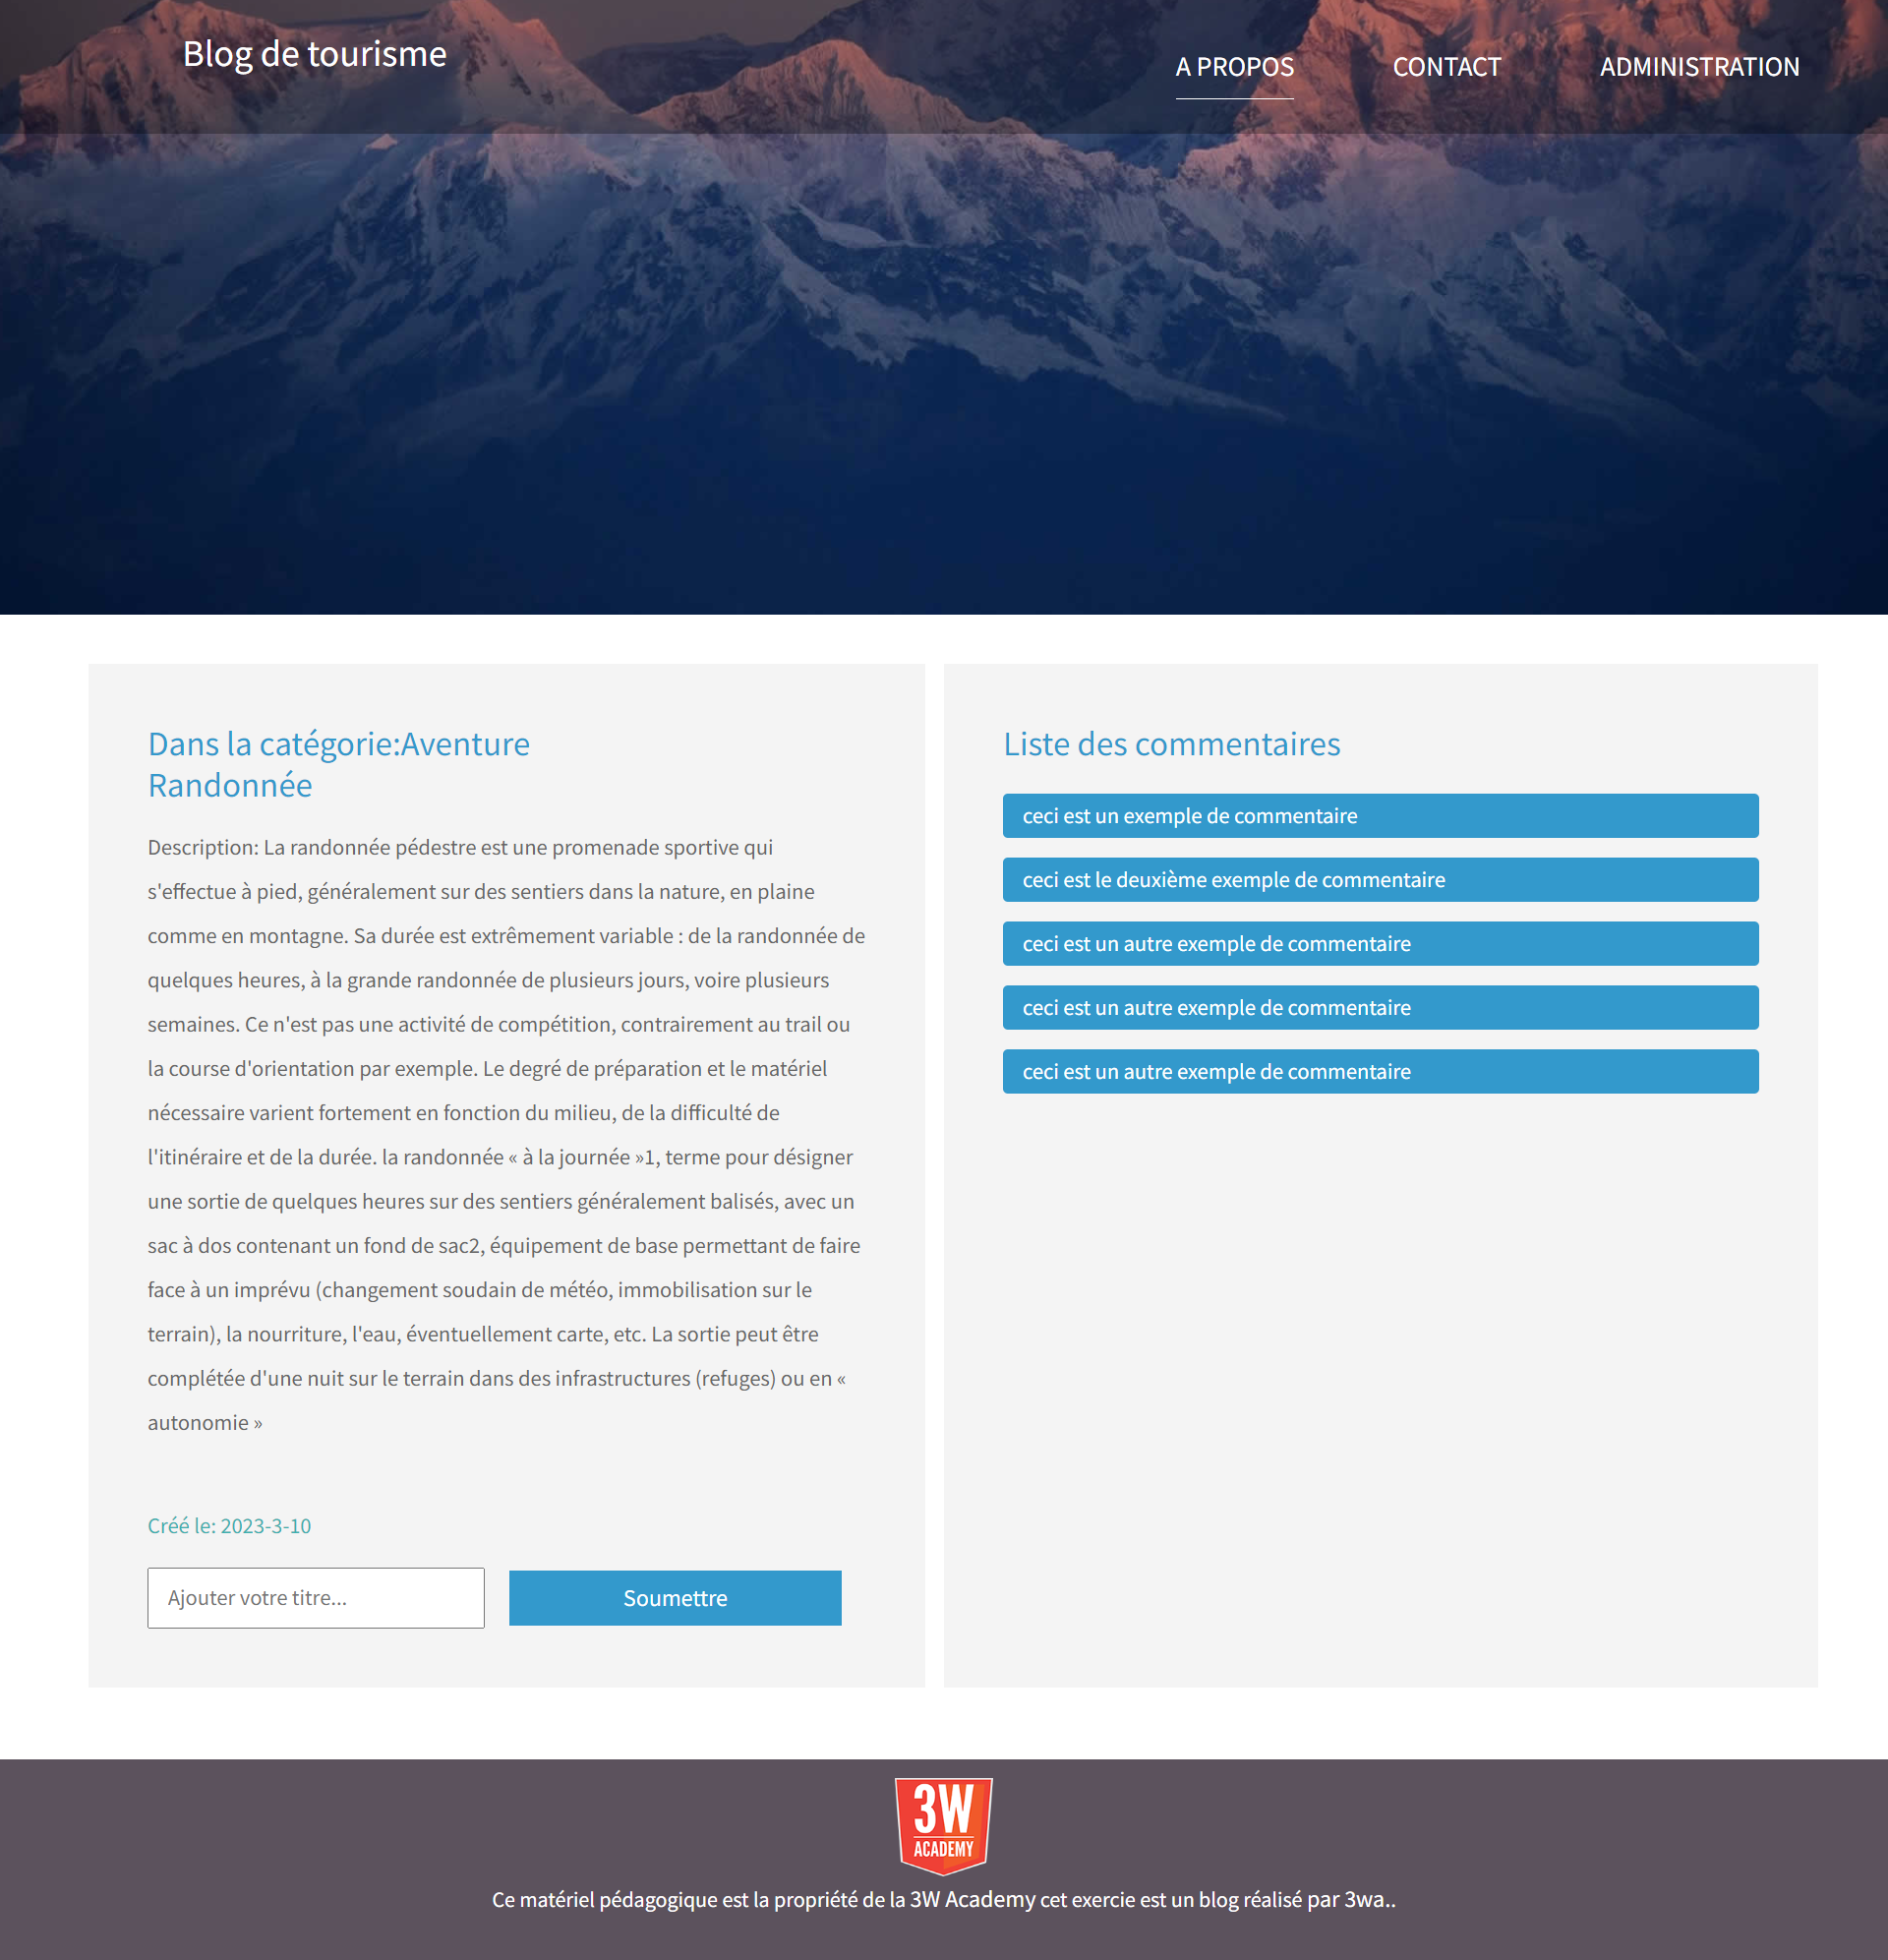 Blog de tourisme
A PROPOS
CONTACT
ADMINISTRATION
Dans la catégorie:Aventure
Randonnée
Description: La randonnée pédestre est une promenade sportive qui
s'effectue à pied, généralement sur des sentiers dans la nature, en plaine
comme en montagne. Sa durée est extrêmement variable : de la randonnée de
quelques heures, à la grande randonnée de plusieurs jours, voire plusieurs
semaines. Ce n'est pas une activité de compétition, contrairement au trail ou
la course d'orientation par exemple. Le degré de préparation et le matériel
nécessaire varient fortement en fonction du milieu, de la difficulté de
l'itinéraire et de la durée. la randonnée « à la journée »1, terme pour désigner
une sortie de quelques heures sur des sentiers généralement balisés, avec un
sac à dos contenant un fond de sac2, équipement de base permettant de faire
face à un imprévu (changement soudain de météo, immobilisation sur le
terrain), la nourriture, l'eau, éventuellement carte, etc. La sortie peut être
complétée d'une nuit sur le terrain dans des infrastructures (refuges) ou en «
autonomie »
Créé le: 2023-3-10
Ajouter votre titre...
Soumettre
Liste des commentaires
ceci est un exemple de commentaire
ceci est le deuxième exemple de commentaire
ceci est un autre exemple de commentaire
ceci est un autre exemple de commentaire
ceci est un autre exemple de commentaire
3W
ACADEMY
Ce matériel pédagogique est la propriété de la 3W Academy cet exercie est un blog réalisé par 3wa..